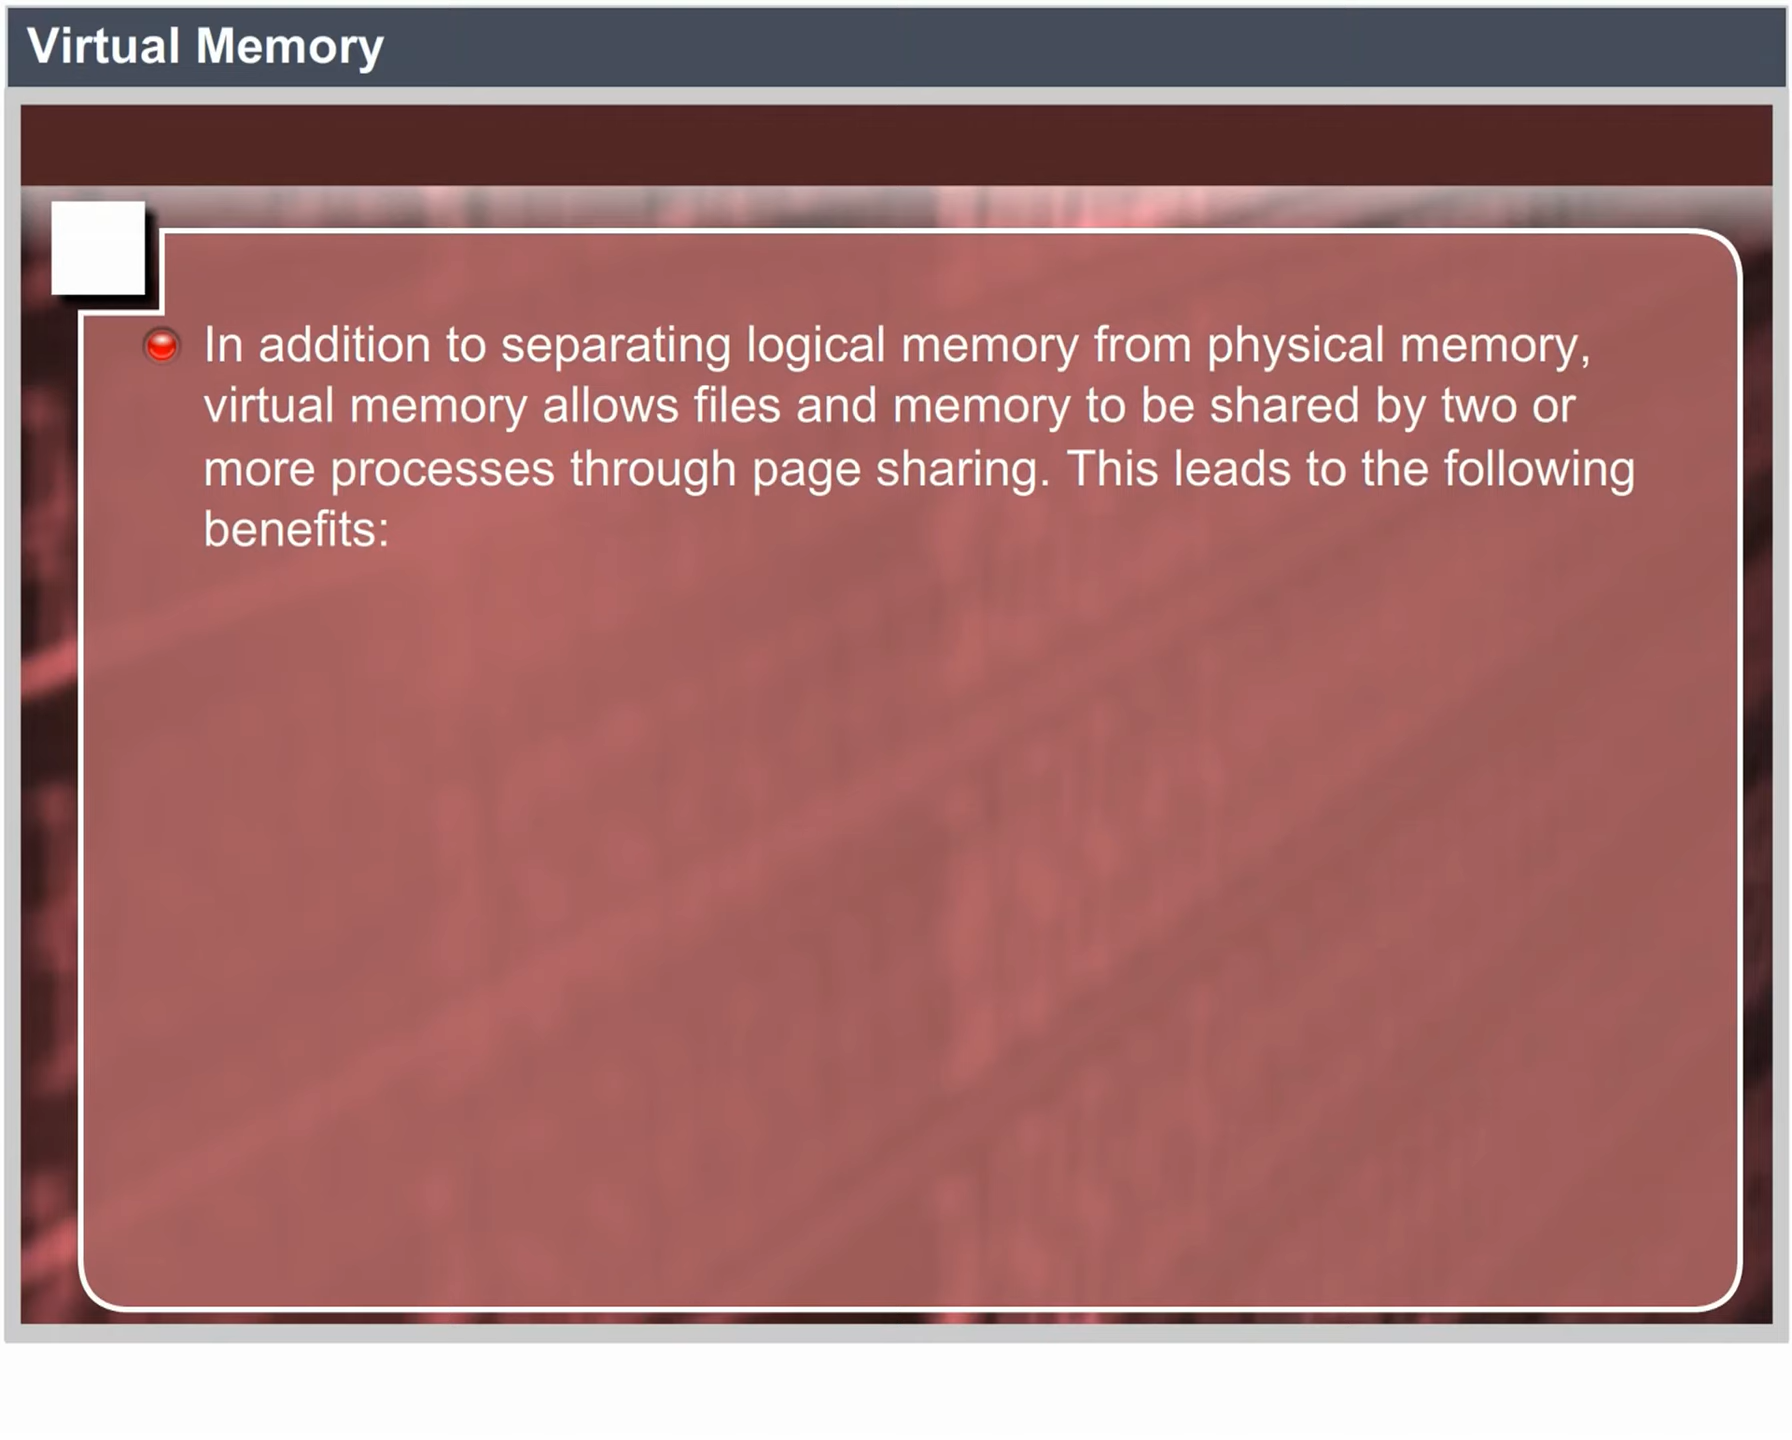 Virtual Memory
In addition to separating logical memory from physical memory,
virtual memory allows files and memory to be shared by two or
more processes through page sharing. This leads to the following
benefits: